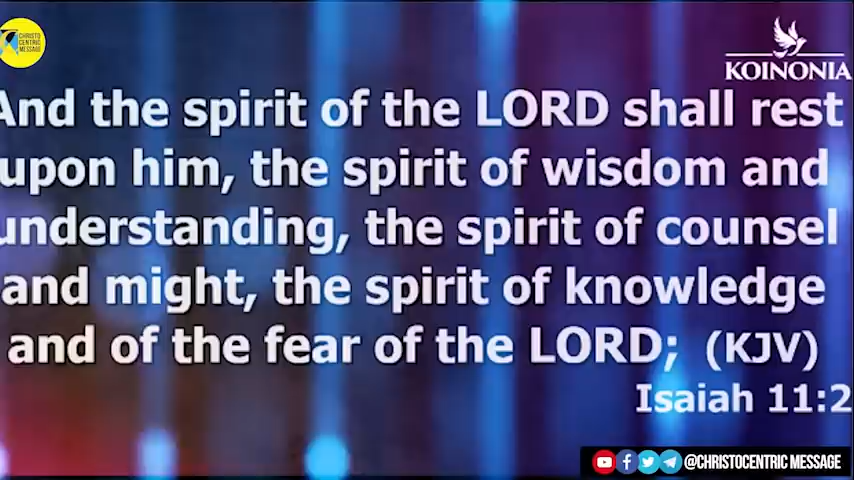 CHRISTO
CENTRIC
MESSAGE
KOINONIA
And the spirit of the LORD shall rest
upon him, the spirit of wisdom and
understanding, the spirit of counsel
and might, the spirit of knowledge
and of the fear of the LORD; (KJV)
Isaiah 11:2
@CHRISTOCENTRIC MESSAGE